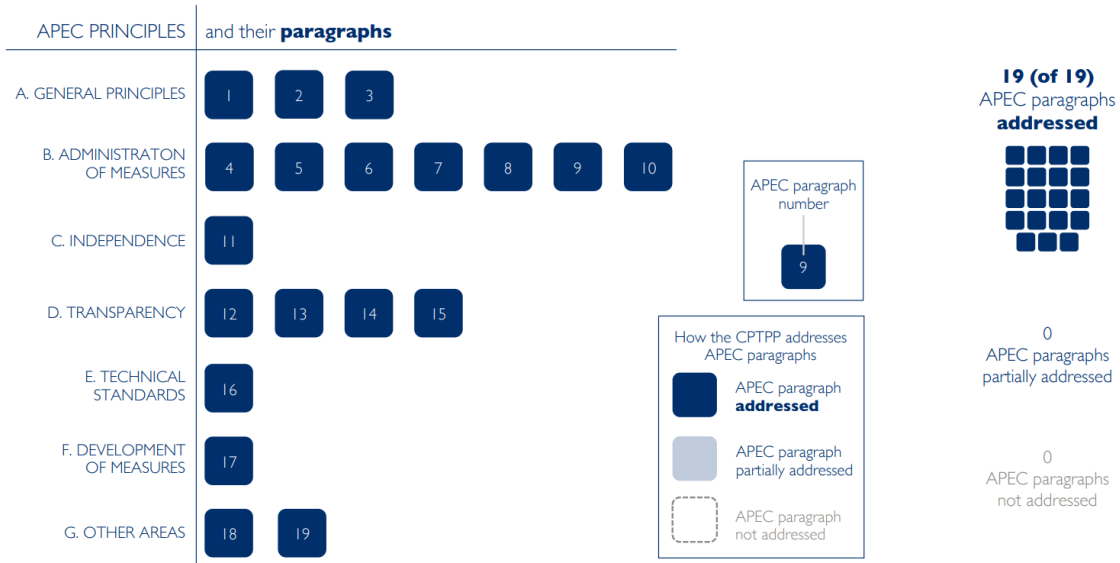 APEC PRINCIPLES and their paragraphs
A. GENERAL PRINCIPLES
1 2 3
B. ADMINISTRATON
OF MEASURES
4 5 6 7 8 9 10
C. INDEPENDENCE
11
D. TRANSPARENCY
12 13 14 15
E. TECHNICAL
STANDARDS
16
F. DEVELOPMENT
OF MEASURES
17
G. OTHER AREAS
18 19
APEC paragraph
number
9
How the CPTPP addresses
APEC paragraphs
APEC paragraph
addressed
APEC paragraph
partially addressed
APEC paragraph
not addressed
19 (of 19)
APEC paragraphs
addressed
0
APEC paragraphs
partially addressed
0
APEC paragraphs
not addressed